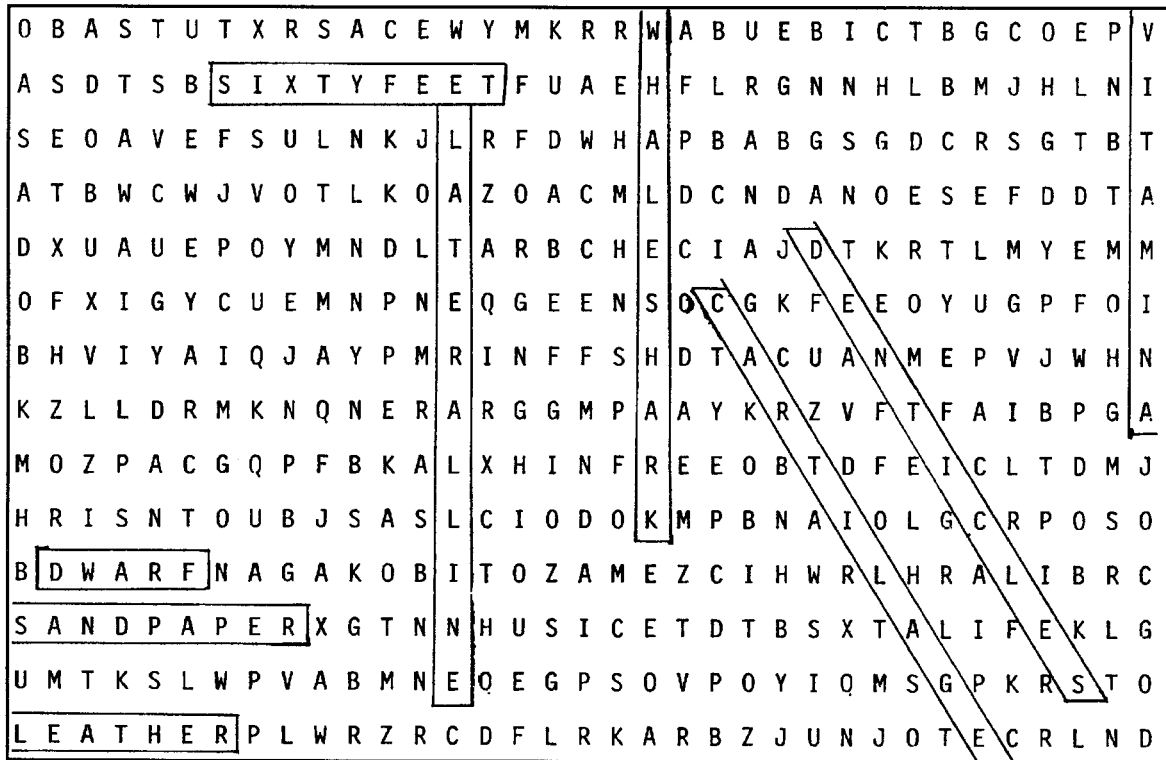 O B A S T U T X R S A C E W Y M K R R W A B U E B I C T B G C O E P V
A S D T S B S I X T Y F E E T F U A E H F L R G N N H L B M J H L N I
S E O A V E F S U L N K J L R F D W H A P B A B G S G D C R S G T B T
A T B W C W J V O T L K O A Z O A C M L D C N D A N O E S E F D D T A
D X U A U E P O Y M N D L T A R B C H E C I A J D T K R T L M Y E M M
O F X I G Y C U E M N P N E Q G E E N S O C G K F E E O Y U G P F O I
B H V I Y A I Q J A Y P M R I N F F S H D T A C U A N M E P V J W H N
K Z L L D R M K N Q N E R A R G G M P A A Y K R Z V F T F A I B P G A
M O Z P A C G Q P F B K A L X H I N F R E E O B T D F E I C L T D M J
H R I S N T O U B J S A S L C I O D O K M P B N A I O L G C R P O S O
B D W A R F N A G A K O B I T O Z A M E Z C I H W R L H R A L I B R C
S A N D P A P E R X G T N N H U S I C E T D T B S X T A L I F E K L G
U M T K S L W P V A B M N E Q E G P S O V P O Y I Q M S G P K R S T O
L E A T H E R P L W R Z R C D F L R K A R B Z J U N J O T E C R L N D